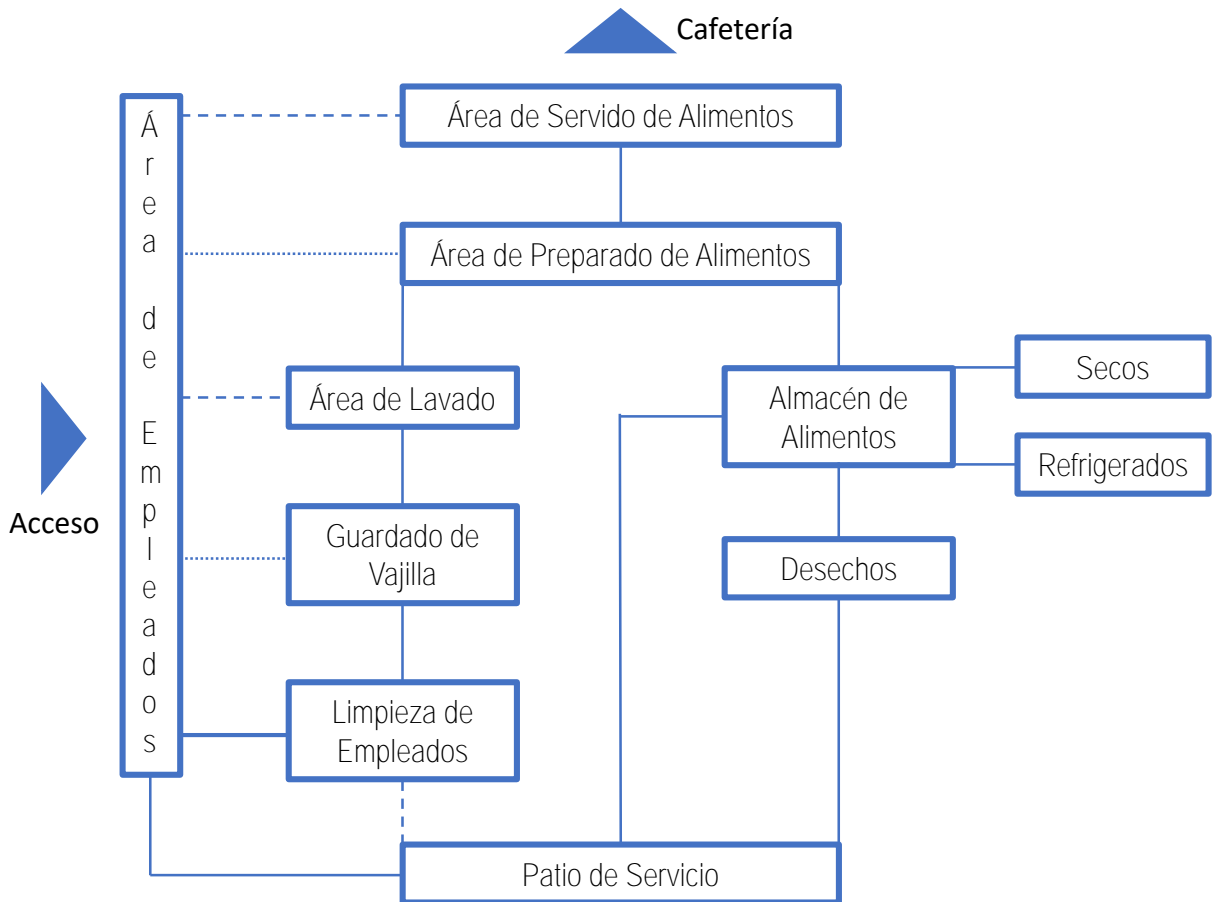 Cafetería
Área de Servido de Alimentos
Área de Preparado de Alimentos
Área de Empleados
Acceso
Área de Lavado
Guardado de
Vajilla
Limpieza de
Empleados
Almacén de
Alimentos
Secos
Refrigerados
Desechos
Patio de Servicio